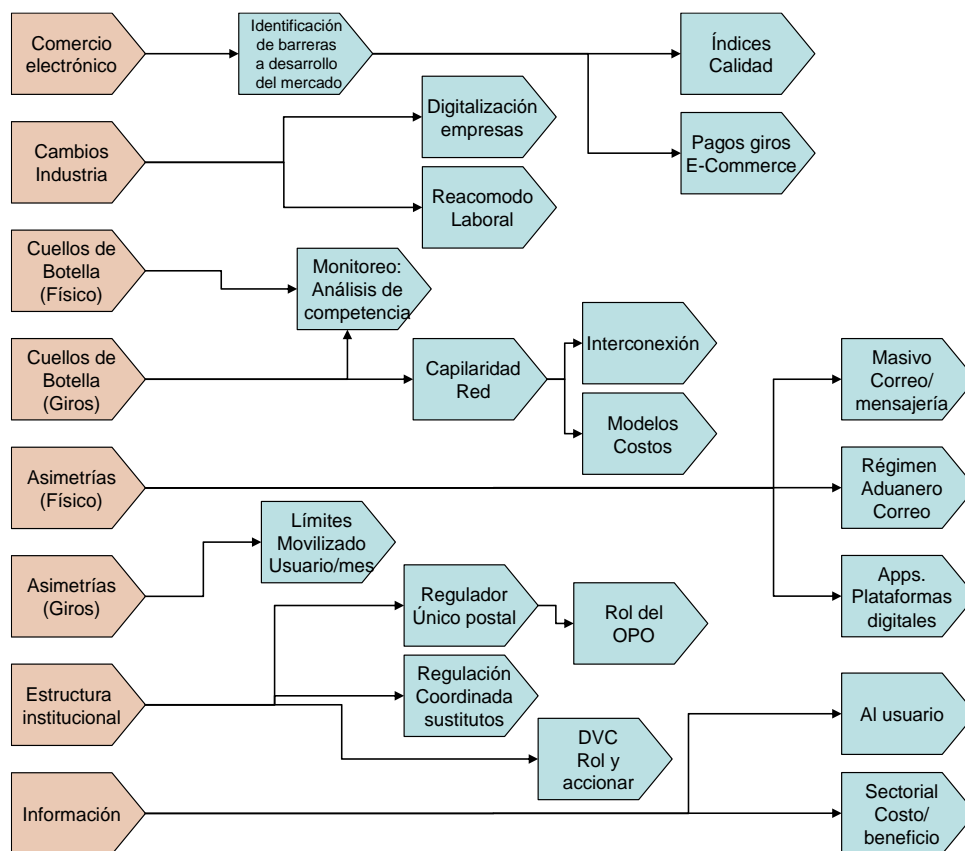 Comercio
electrónico
Identificación
de barreras
a desarrollo
del mercado
Índices
Calidad
Pagos giros
E-Commerce
Cambios
Industria
Digitalización
empresas
Reacomodo
Laboral
Cuellos de
Botella
(Físico)
Monitoreo:
Análisis de
competencia
Cuellos de
Botella
(Giros)
Capilaridad
Red
Interconexión
Modelos
Costos
Masivo
Correo/
mensajería
Asimetrías
(Físico)
Régimen
Aduanero
Correo
Apps.
Plataformas
digitales
Asimetrías
(Giros)
Límites
Movilizado
Usuario/mes
Regulador
Único postal
Rol del
OPO
Estructura
institucional
Regulación
Coordinada
sustitutos
DVC
Rol y
accionar
Información
Al usuario
Sectorial
Costo/
beneficio